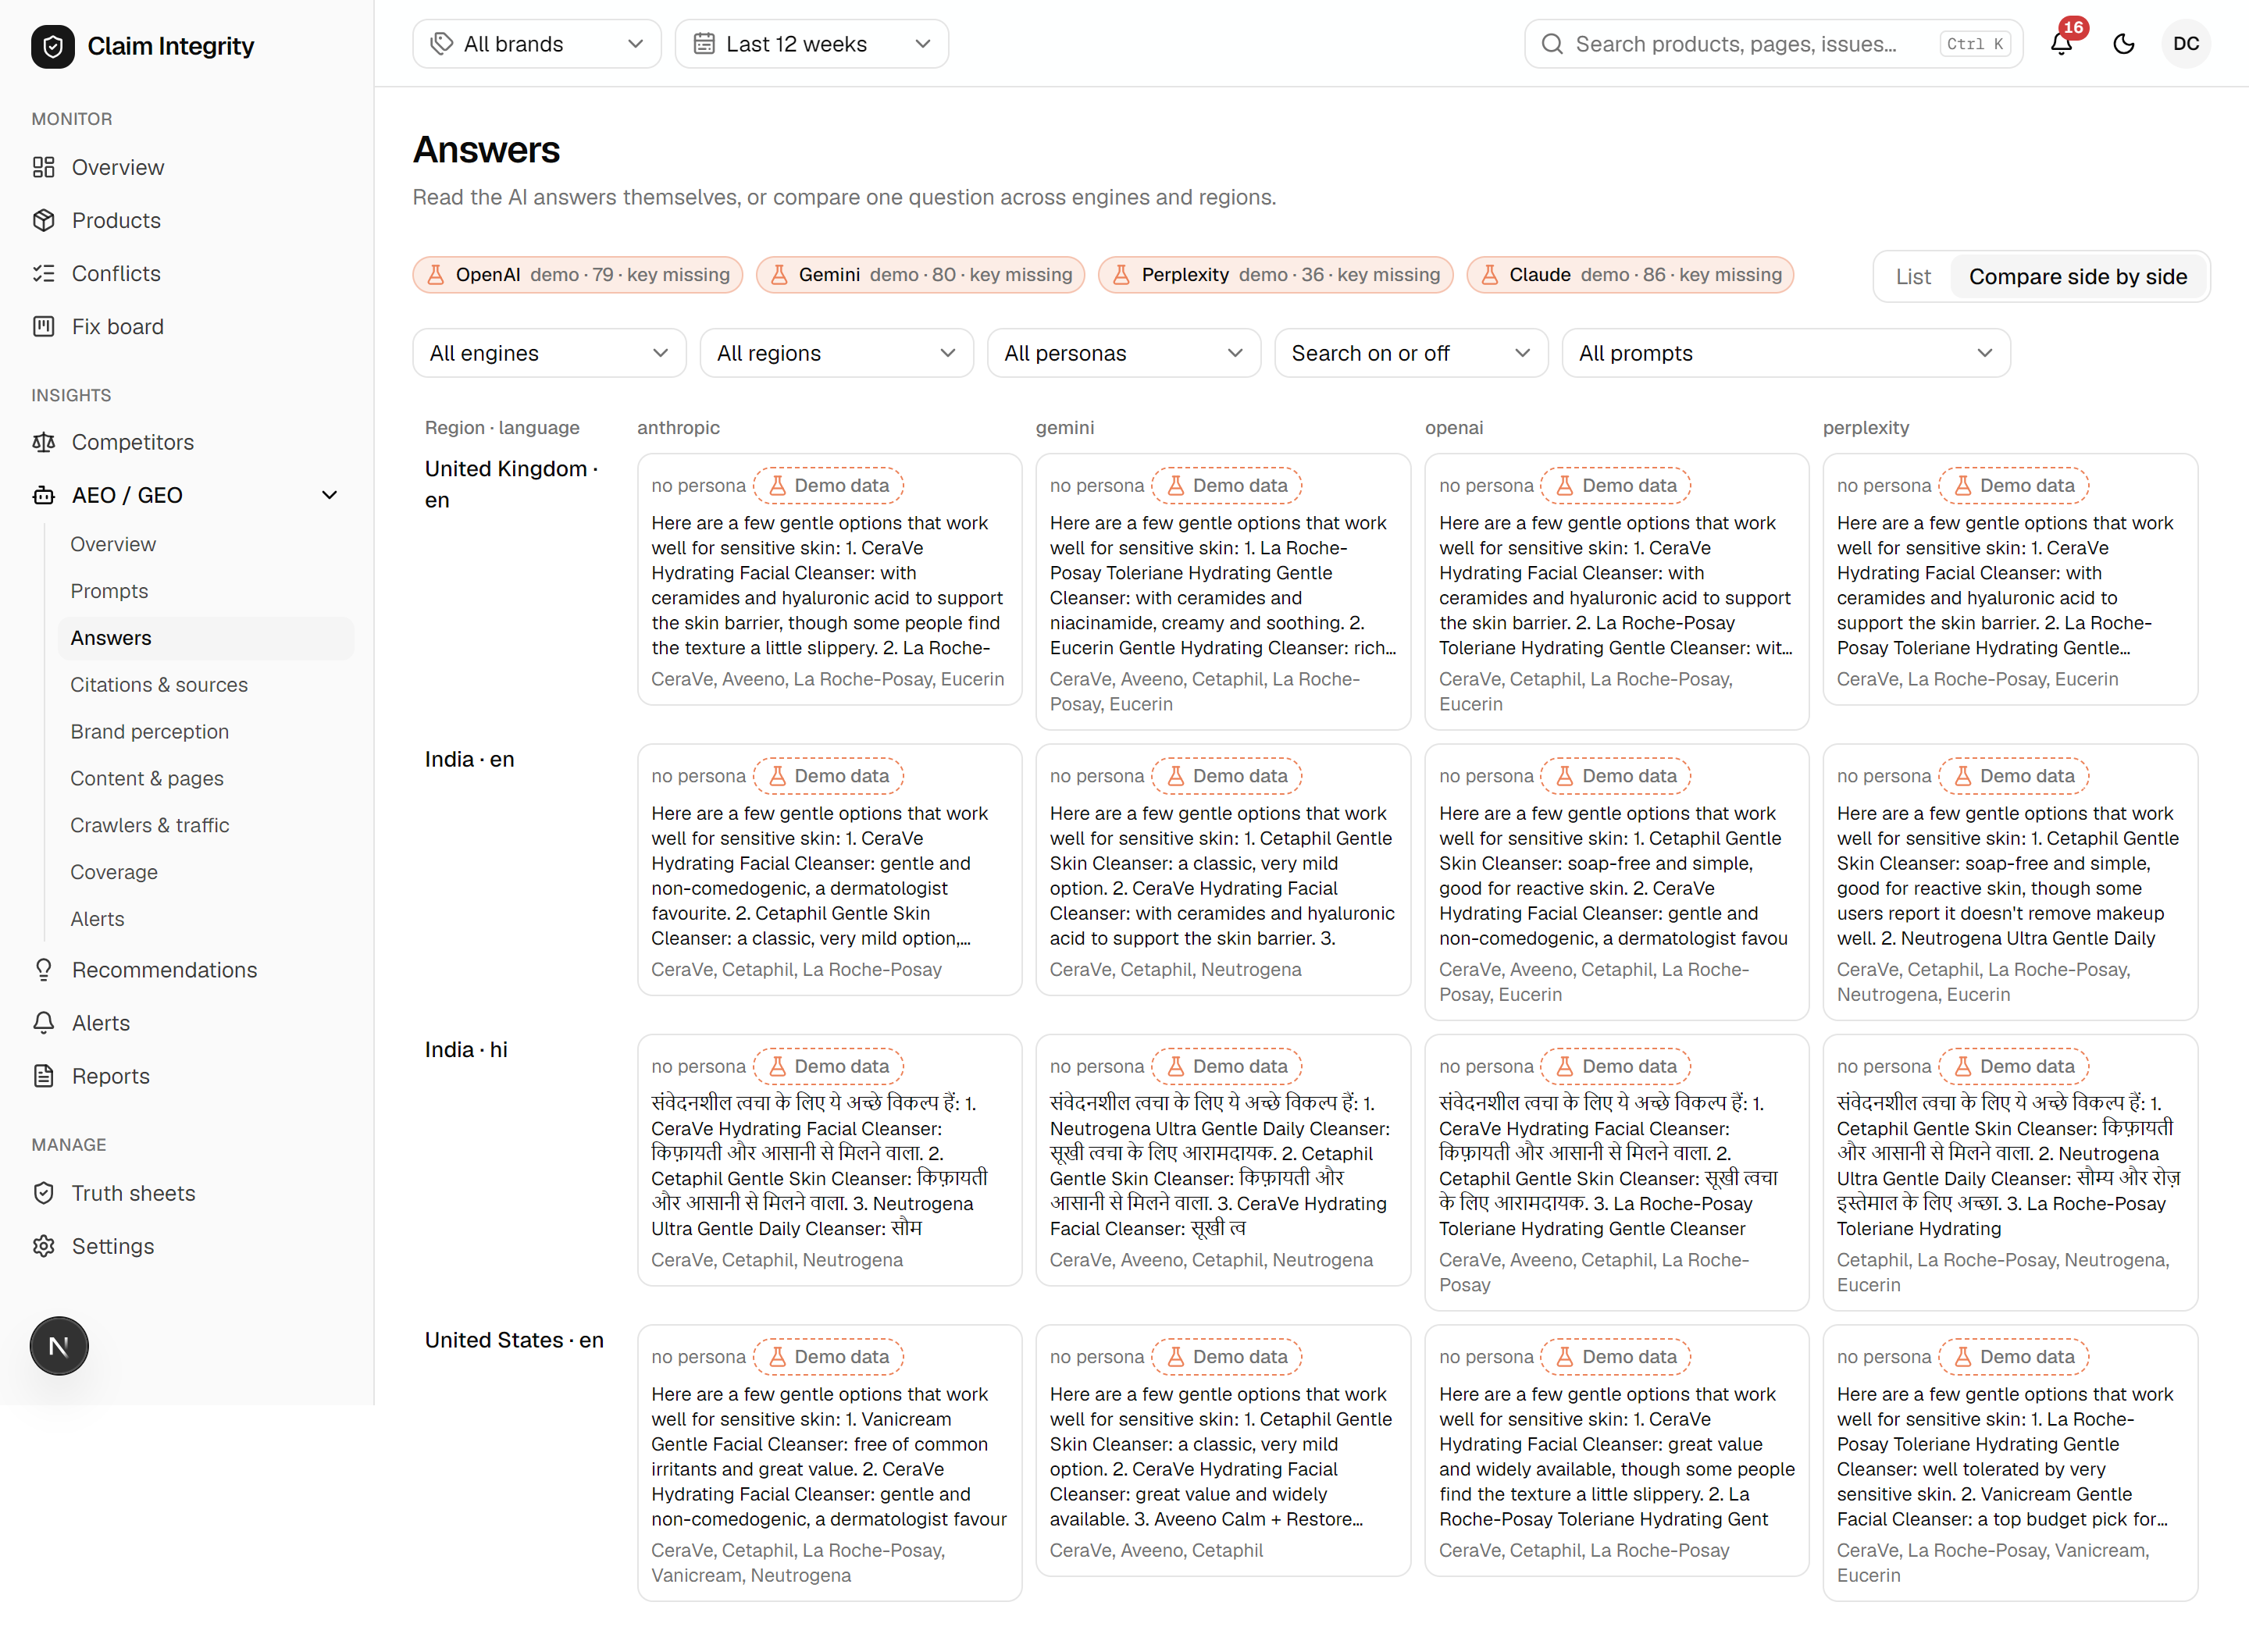 Claim Integrity
All brands
Last 12 weeks
Search products, pages, issues...
Ctrl K
16
DC
MONITOR
Overview
Products
Conflicts
Fix board
INSIGHTS
Competitors
AEO / GEO
Overview
Prompts
Answers
Citations & sources
Brand perception
Content & pages
Crawlers & traffic
Coverage
Alerts
Recommendations
Alerts
Reports
MANAGE
Truth sheets
Settings
N
Answers
Read the AI answers themselves, or compare one question across engines and regions.
OpenAI demo · 79 · key missing
Gemini demo · 80 · key missing
Perplexity demo · 36 · key missing
Claude demo · 86 · key missing
List
Compare side by side
All engines
All regions
All personas
Search on or off
All prompts
Region · language
anthropic
gemini
openai
perplexity
United Kingdom ·
en
no persona Demo data
Here are a few gentle options that work
well for sensitive skin: 1. CeraVe
Hydrating Facial Cleanser: with
ceramides and hyaluronic acid to support
the skin barrier, though some people find
the texture a little slippery. 2. La Roche-
CeraVe, Aveeno, La Roche-Posay, Eucerin
no persona Demo data
Here are a few gentle options that work
well for sensitive skin: 1. La Roche-
Posay Toleriane Hydrating Gentle
Cleanser: with ceramides and
niacinamide, creamy and soothing. 2.
Eucerin Gentle Hydrating Cleanser: rich...
CeraVe, Aveeno, Cetaphil, La Roche-
Posay, Eucerin
no persona Demo data
Here are a few gentle options that work
well for sensitive skin: 1. CeraVe
Hydrating Facial Cleanser: with
ceramides and hyaluronic acid to support
the skin barrier. 2. La Roche-Posay
Toleriane Hydrating Gentle Cleanser: wit...
CeraVe, Cetaphil, La Roche-Posay,
Eucerin
no persona Demo data
Here are a few gentle options that work
well for sensitive skin: 1. CeraVe
Hydrating Facial Cleanser: with
ceramides and hyaluronic acid to
support the skin barrier. 2. La Roche-
Posay Toleriane Hydrating Gentle...
CeraVe, La Roche-Posay, Eucerin
India · en
no persona Demo data
Here are a few gentle options that work
well for sensitive skin: 1. CeraVe
Hydrating Facial Cleanser: gentle and
non-comedogenic, a dermatologist
favourite. 2. Cetaphil Gentle Skin
Cleanser: a classic, very mild option,...
CeraVe, Cetaphil, La Roche-Posay
no persona Demo data
Here are a few gentle options that work
well for sensitive skin: 1. Cetaphil Gentle
Skin Cleanser: a classic, very mild
option. 2. CeraVe Hydrating Facial
Cleanser: with ceramides and hyaluronic
acid to support the skin barrier. 3.
CeraVe, Cetaphil, Neutrogena
no persona Demo data
Here are a few gentle options that work
well for sensitive skin: 1. Cetaphil Gentle
Skin Cleanser: soap-free and simple,
good for reactive skin. 2. CeraVe
Hydrating Facial Cleanser: gentle and
non-comedogenic, a dermatologist favou
CeraVe, Aveeno, Cetaphil, La Roche-
Posay, Eucerin
no persona Demo data
Here are a few gentle options that work
well for sensitive skin: 1. Cetaphil Gentle
Skin Cleanser: soap-free and simple,
good for reactive skin, though some
users report it doesn't remove makeup
well. 2. Neutrogena Ultra Gentle Daily
CeraVe, Cetaphil, La Roche-Posay,
Neutrogena, Eucerin
India · hi
no persona Demo data
संवेदनशील त्वचा के लिए ये अच्छे विकल्प हैं: 1.
CeraVe Hydrating Facial Cleanser:
किफ़ायती और आसानी से मिलने वाला. 2.
Cetaphil Gentle Skin Cleanser: किफ़ायती
और आसानी से मिलने वाला. 3. Neutrogena
Ultra Gentle Daily Cleanser: सौम
CeraVe, Cetaphil, Neutrogena
no persona Demo data
संवेदनशील त्वचा के लिए ये अच्छे विकल्प हैं: 1.
Neutrogena Ultra Gentle Daily Cleanser:
सूखी त्वचा के लिए आरामदायक. 2. Cetaphil
Gentle Skin Cleanser: किफ़ायती और
आसानी से मिलने वाला. 3. CeraVe Hydrating
Facial Cleanser: सूखी त्व
CeraVe, Aveeno, Cetaphil, Neutrogena
no persona Demo data
संवेदनशील त्वचा के लिए ये अच्छे विकल्प हैं: 1.
CeraVe Hydrating Facial Cleanser:
किफ़ायती और आसानी से मिलने वाला. 2.
Cetaphil Gentle Skin Cleanser: सूखी त्वचा
के लिए आरामदायक. 3. La Roche-Posay
Toleriane Hydrating Gentle Cleanser
CeraVe, Aveeno, Cetaphil, La Roche-
Posay
no persona Demo data
संवेदनशील त्वचा के लिए ये अच्छे विकल्प हैं: 1.
Cetaphil Gentle Skin Cleanser: किफ़ायती
और आसानी से मिलने वाला. 2. Neutrogena
Ultra Gentle Daily Cleanser: सौम्य और रोज़
इस्तेमाल के लिए अच्छा. 3. La Roche-Posay
Toleriane Hydrating
Cetaphil, La Roche-Posay, Neutrogena,
Eucerin
United States · en
no persona Demo data
Here are a few gentle options that work
well for sensitive skin: 1. Vanicream
Gentle Facial Cleanser: free of common
irritants and great value. 2. CeraVe
Hydrating Facial Cleanser: gentle and
non-comedogenic, a dermatologist favour
CeraVe, Cetaphil, La Roche-Posay,
Vanicream, Neutrogena
no persona Demo data
Here are a few gentle options that work
well for sensitive skin: 1. Cetaphil Gentle
Skin Cleanser: a classic, very mild
option. 2. CeraVe Hydrating Facial
Cleanser: great value and widely
available. 3. Aveeno Calm + Restore...
CeraVe, Aveeno, Cetaphil
no persona Demo data
Here are a few gentle options that work
well for sensitive skin: 1. CeraVe
Hydrating Facial Cleanser: great value
and widely available, though some people
find the texture a little slippery. 2. La
Roche-Posay Toleriane Hydrating Gent
CeraVe, Cetaphil, La Roche-Posay
no persona Demo data
Here are a few gentle options that work
well for sensitive skin: 1. La Roche-
Posay Toleriane Hydrating Gentle
Cleanser: well tolerated by very
sensitive skin. 2. Vanicream Gentle
Facial Cleanser: a top budget pick for...
CeraVe, La Roche-Posay, Vanicream,
Eucerin